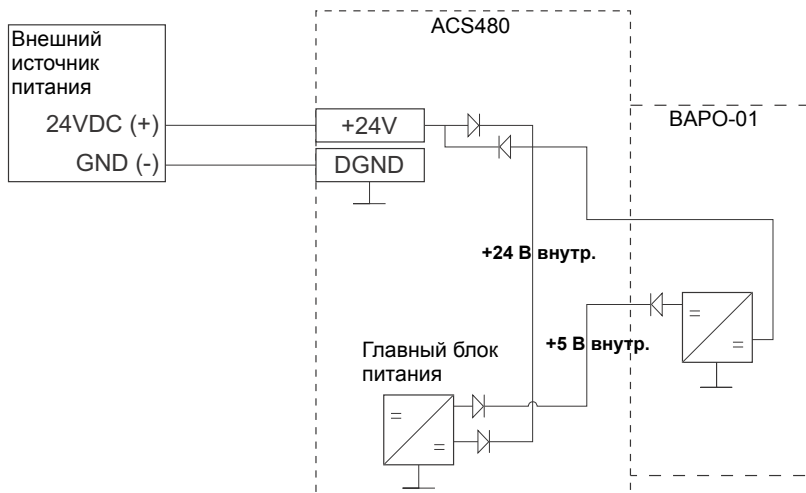 ACS480
Внешний
источник
питания
24VDC (+)
+24V
BAPO-01
GND (-)
DGND
+24 В внутр.
+5 В внутр.
Главный блок
питания